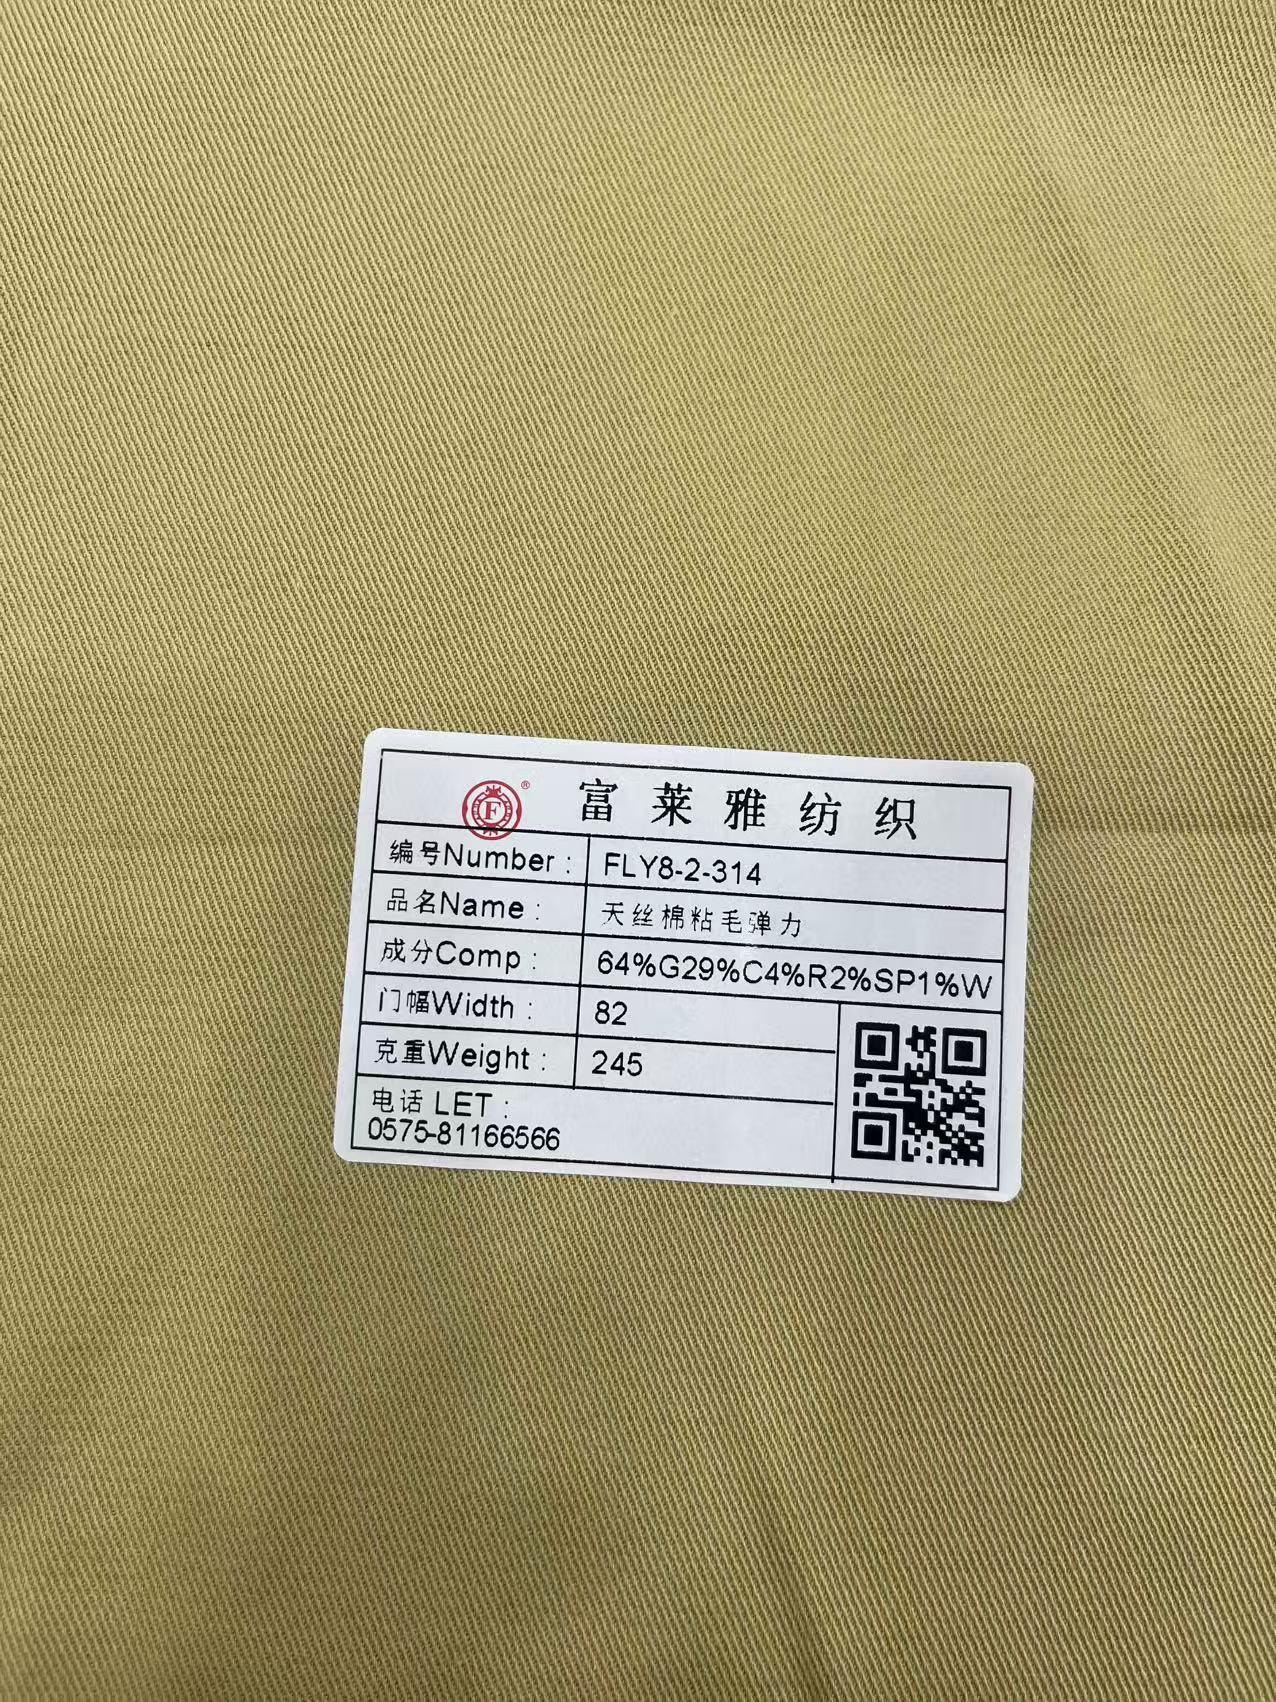 F ®
富莱雅纺织
编号Number: FLY8-2-314
品名Name: 天丝棉粘毛弹力
成分Comp: 64%G29%C4%R2%SP1%W
门幅Width: 82
克重Weight: 245
电话 LET:
0575-81166566